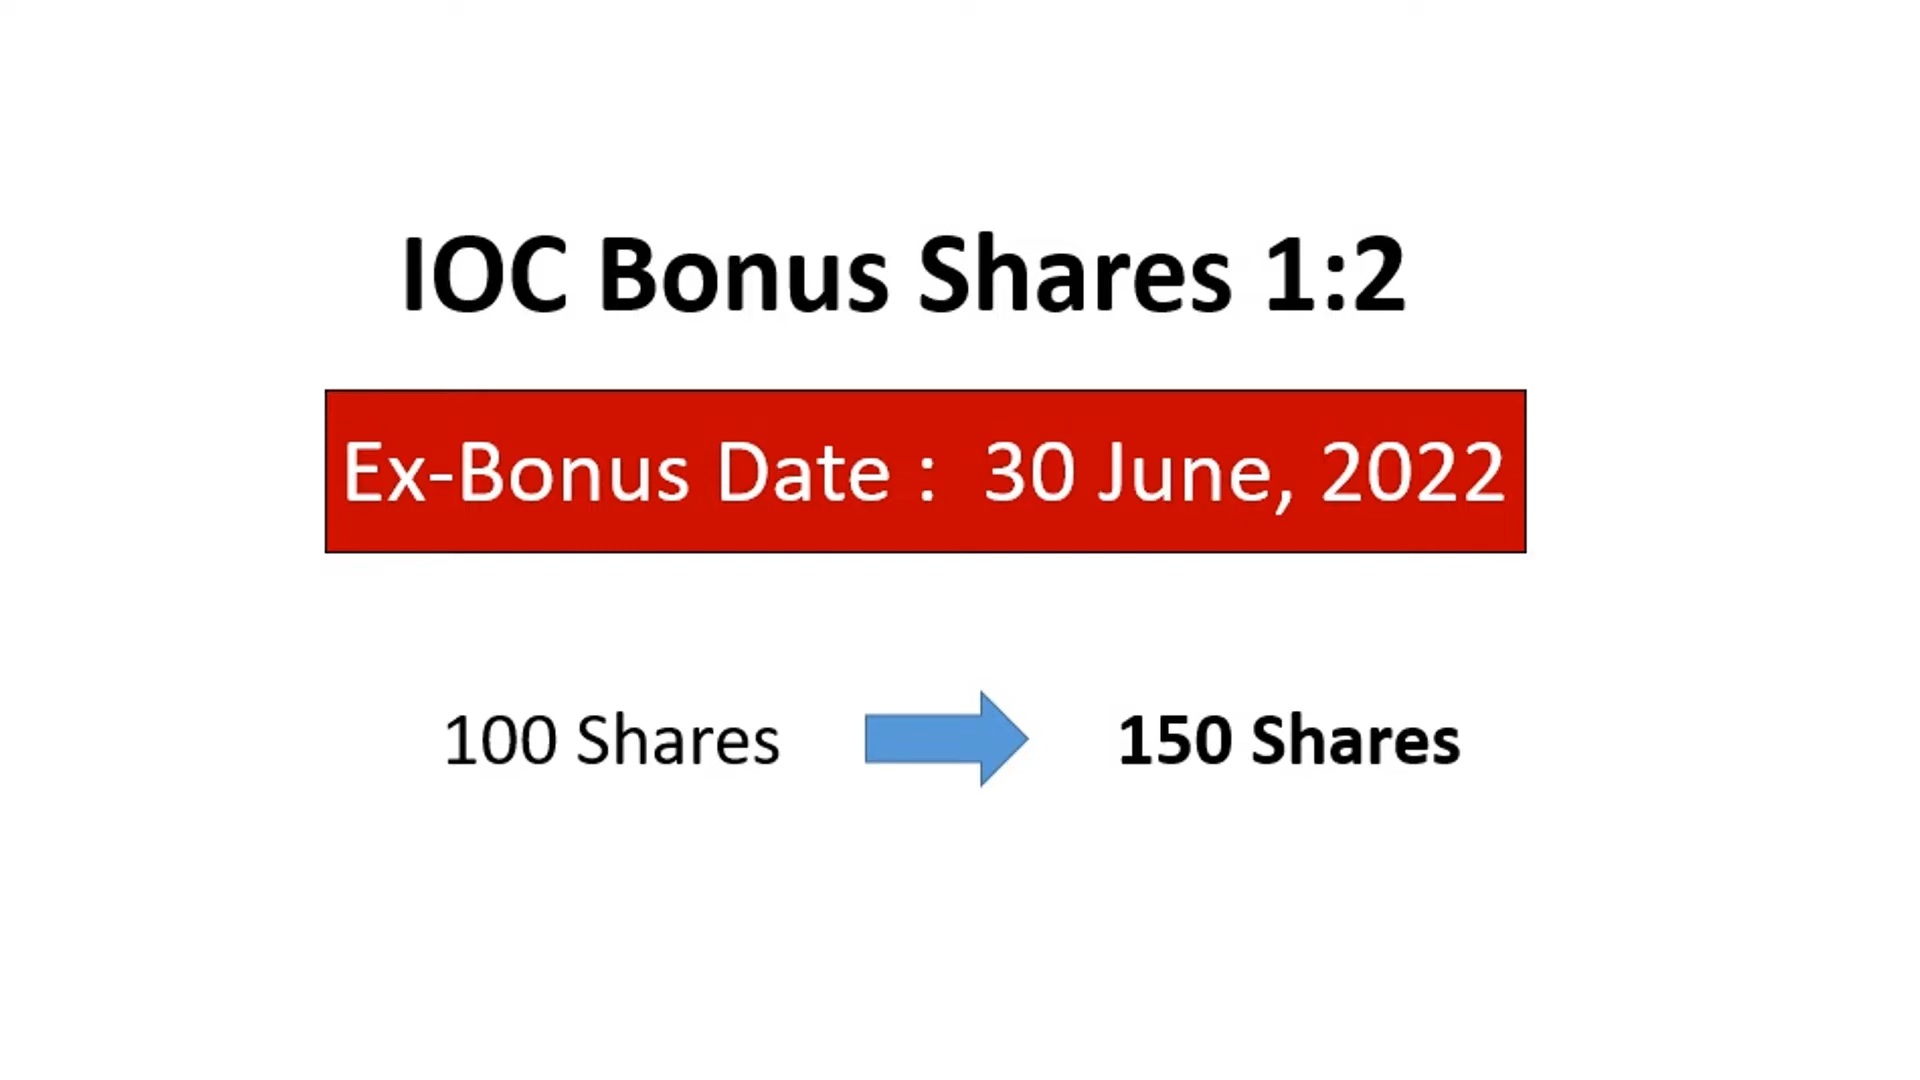 IOC Bonus Shares 1:2
Ex-Bonus Date :  30 June, 2022
100 Shares
150 Shares